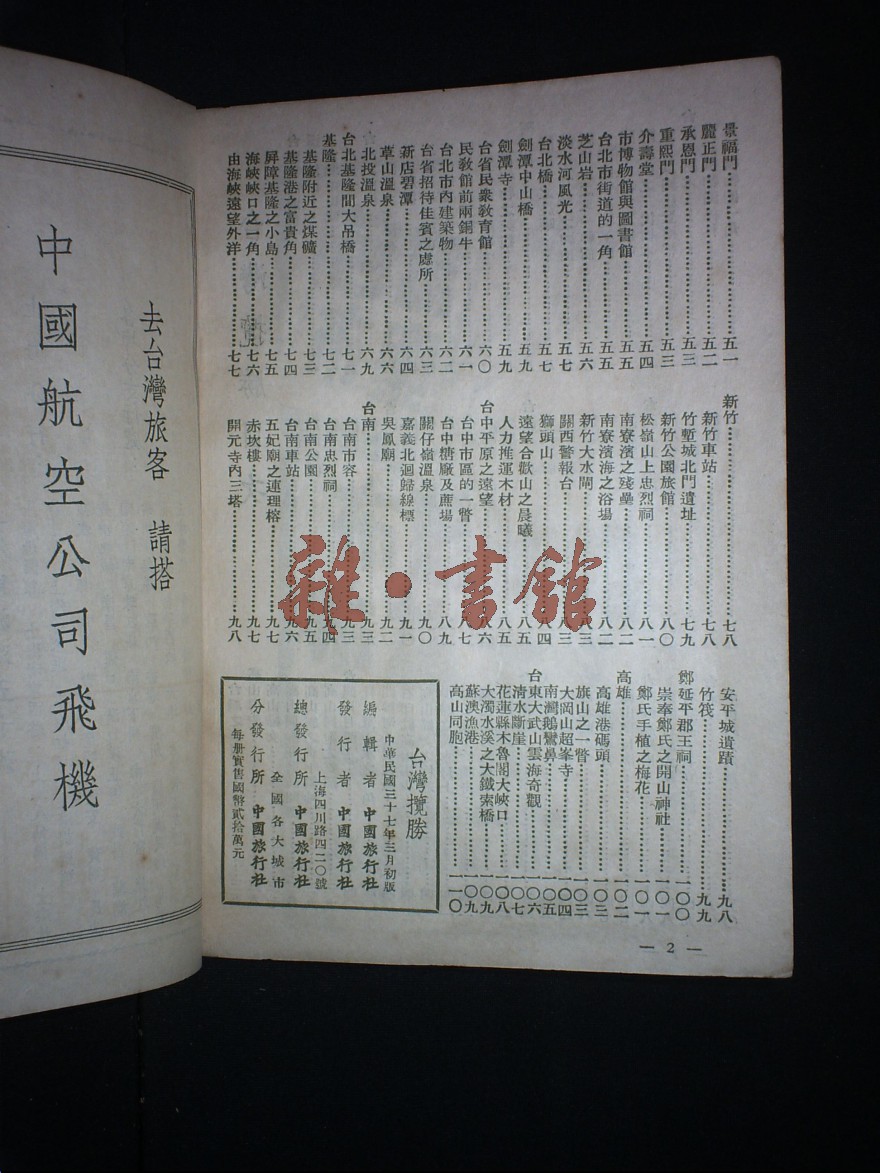 景福門⋯⋯五一
麗正門⋯⋯五二
承恩門⋯⋯五三
重熙門⋯⋯五三
介壽堂⋯⋯五四
市博物館與圖書館⋯⋯五五
台北市街道的一角⋯⋯五五
芝山岩⋯⋯五六
淡水河風光⋯⋯五七
台北橋⋯⋯五七
劍潭中山橋⋯⋯五九
劍潭寺⋯⋯五九
台省民衆敎育館⋯⋯六〇
民敎館前兩銅牛⋯⋯六一
台北市內建築物⋯⋯六二
台省招待佳賓之處所⋯⋯六三
新店碧潭⋯⋯六四
草山溫泉⋯⋯六六
北投溫泉⋯⋯六九
台北基隆間大吊橋⋯⋯七一
基隆⋯⋯七二
基隆附近之煤礦⋯⋯七三
基隆港之富貴角⋯⋯七四
屛障基隆之小島⋯⋯七五
海峽峽口之一角⋯⋯七六
由海峽遠望外洋⋯⋯七七
新竹⋯⋯七八
新竹車站⋯⋯七八
竹塹城北門遺址⋯⋯七九
新竹公園旅館⋯⋯八〇
松嶺山上忠烈祠⋯⋯八一
南寮濱之殘壘⋯⋯八二
南寮濱海之浴場⋯⋯八二
新竹大水閘⋯⋯八三
關西警報台⋯⋯八三
獅頭山⋯⋯八四
遠望合歡山之晨曦⋯⋯八五
人力推運木材⋯⋯八五
台中平原之遠望⋯⋯八六
台中市區的一瞥⋯⋯八七
台中糖廠及蔗場⋯⋯八九
關仔嶺溫泉⋯⋯九〇
嘉義北迴歸線標⋯⋯九一
吳鳳廟⋯⋯九二
台南⋯⋯九三
台南市容⋯⋯九三
台南忠烈祠⋯⋯九四
台南公園⋯⋯九五
台南車站⋯⋯九六
五妃廟之連理榕⋯⋯九七
赤坎樓⋯⋯九七
開元寺內三塔⋯⋯九八
安平城遺蹟⋯⋯九八
竹筏⋯⋯九九
鄭延平郡王祠⋯⋯一〇〇
崇奉鄭氏之開山神社⋯⋯一〇一
鄭氏手植之梅花⋯⋯一〇一
高雄⋯⋯一〇二
高雄港碼頭⋯⋯一〇三
旗山之一瞥⋯⋯一〇三
大岡山超峯寺⋯⋯一〇四
南灣鵝鸞鼻⋯⋯一〇五
台東大武山雲海奇觀⋯⋯一〇六
清水斷崖⋯⋯一〇七
花蓮縣木魯閣大峽口⋯⋯一〇八
大濁水溪之大鐵索橋⋯⋯一〇九
蘇澳漁港⋯⋯一〇九
高山同胞⋯⋯一一〇
台灣攬勝
中華民國三十七年三月初版
編輯者 中國旅行社
發行者 中國旅行社
上海四川路四二〇號
總發行所 中國旅行社
全國各大城市
分發行所 中國旅行社
每册實售國幣貳拾萬元
— 2 —
去台灣旅客 請搭
中國航空公司飛機
雜·書館